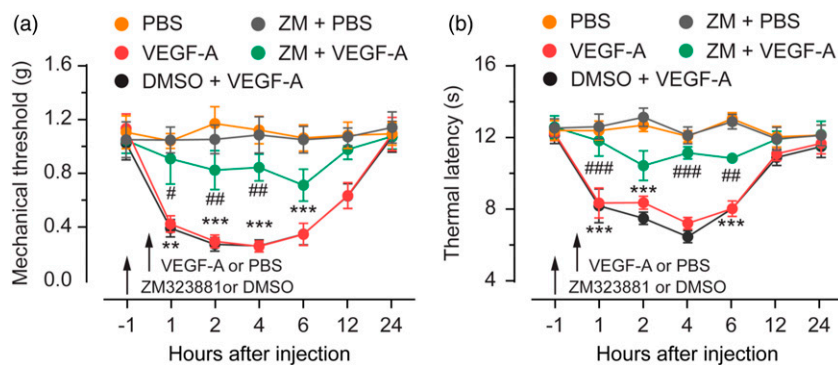 (a)
PBS
ZM + PBS
VEGF-A
ZM + VEGF-A
DMSO + VEGF-A
Mechanical threshold (g)
1.6
1.2
0.8
0.4
0.0
#
##
##
**
***
***
***
VEGF-A or PBS
ZM323881or DMSO
-1
1
2
4
6
12
24
Hours after injection
(b)
PBS
ZM + PBS
VEGF-A
ZM + VEGF-A
DMSO + VEGF-A
Thermal latency (s)
16
12
8
4
###
***
###
##
***
***
VEGF-A or PBS
ZM323881or DMSO
-1
1
2
4
6
12
24
Hours after injection